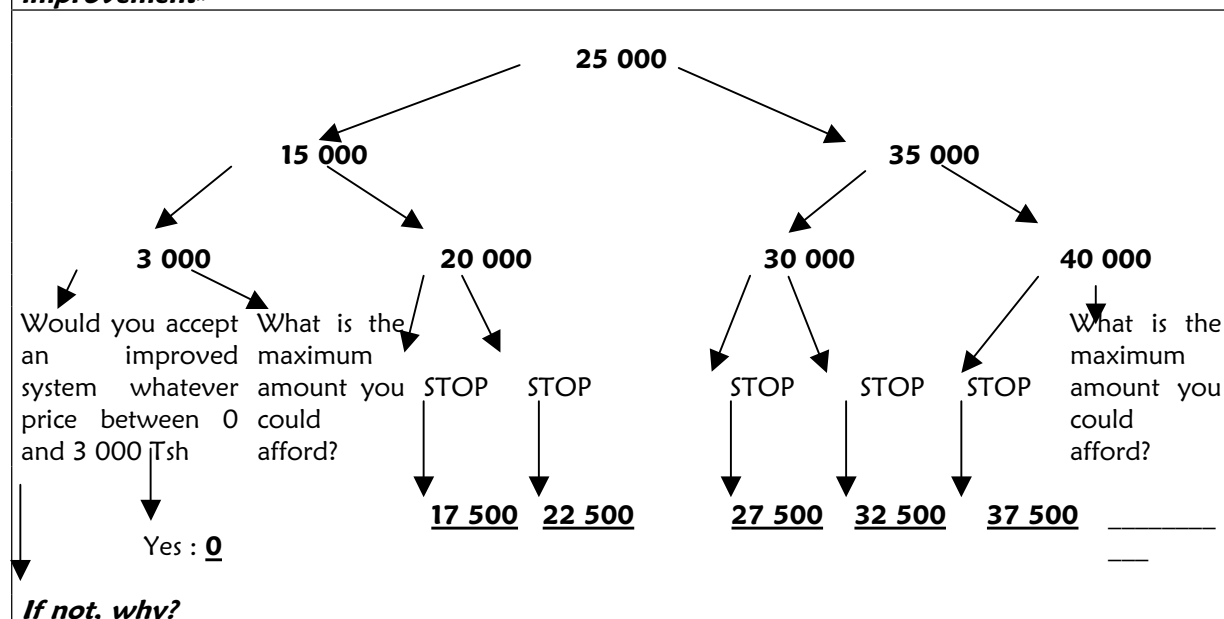 improvement»
25 000
15 000 35 000
3 000 20 000 30 000 40 000
Would you accept
an improved
system whatever
price between 0
and 3 000 Tsh
What is the
maximum
amount you
could
afford?
STOP STOP STOP STOP STOP
What is the
maximum
amount you
could
afford?
17 500 22 500 27 500 32 500 37 500 ________
___
Yes : 0
If not, why?